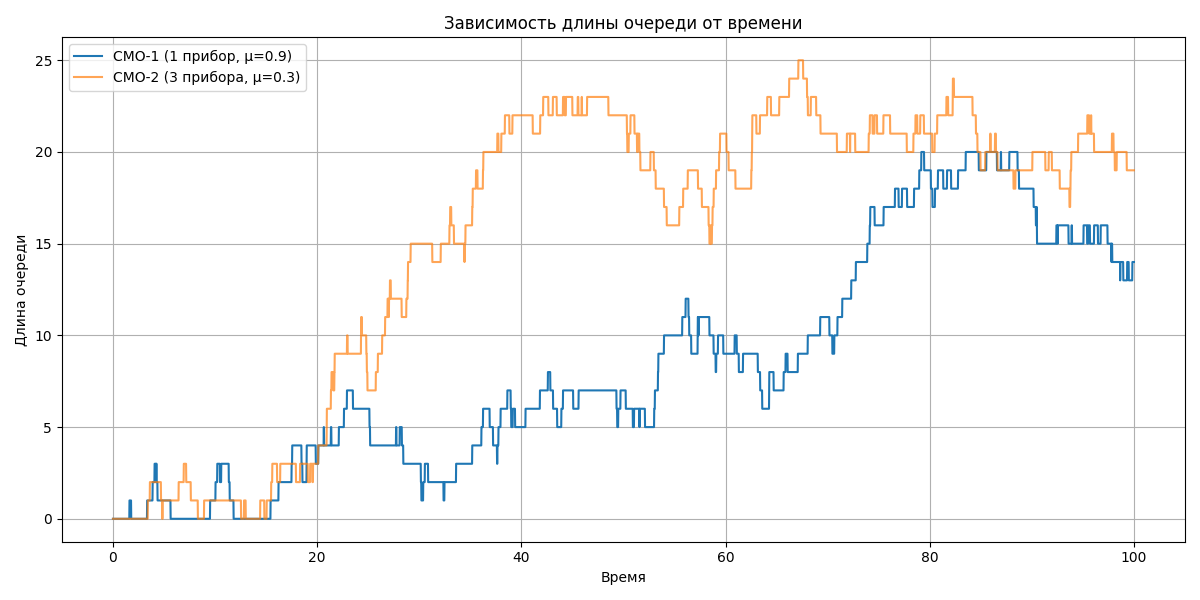 Зависимость длины очереди от времени
СМО-1 (1 прибор, μ=0.9)
СМО-2 (3 прибора, μ=0.3)
25
20
15
10
5
0
Длина очереди
0 20 40 60 80 100
Время